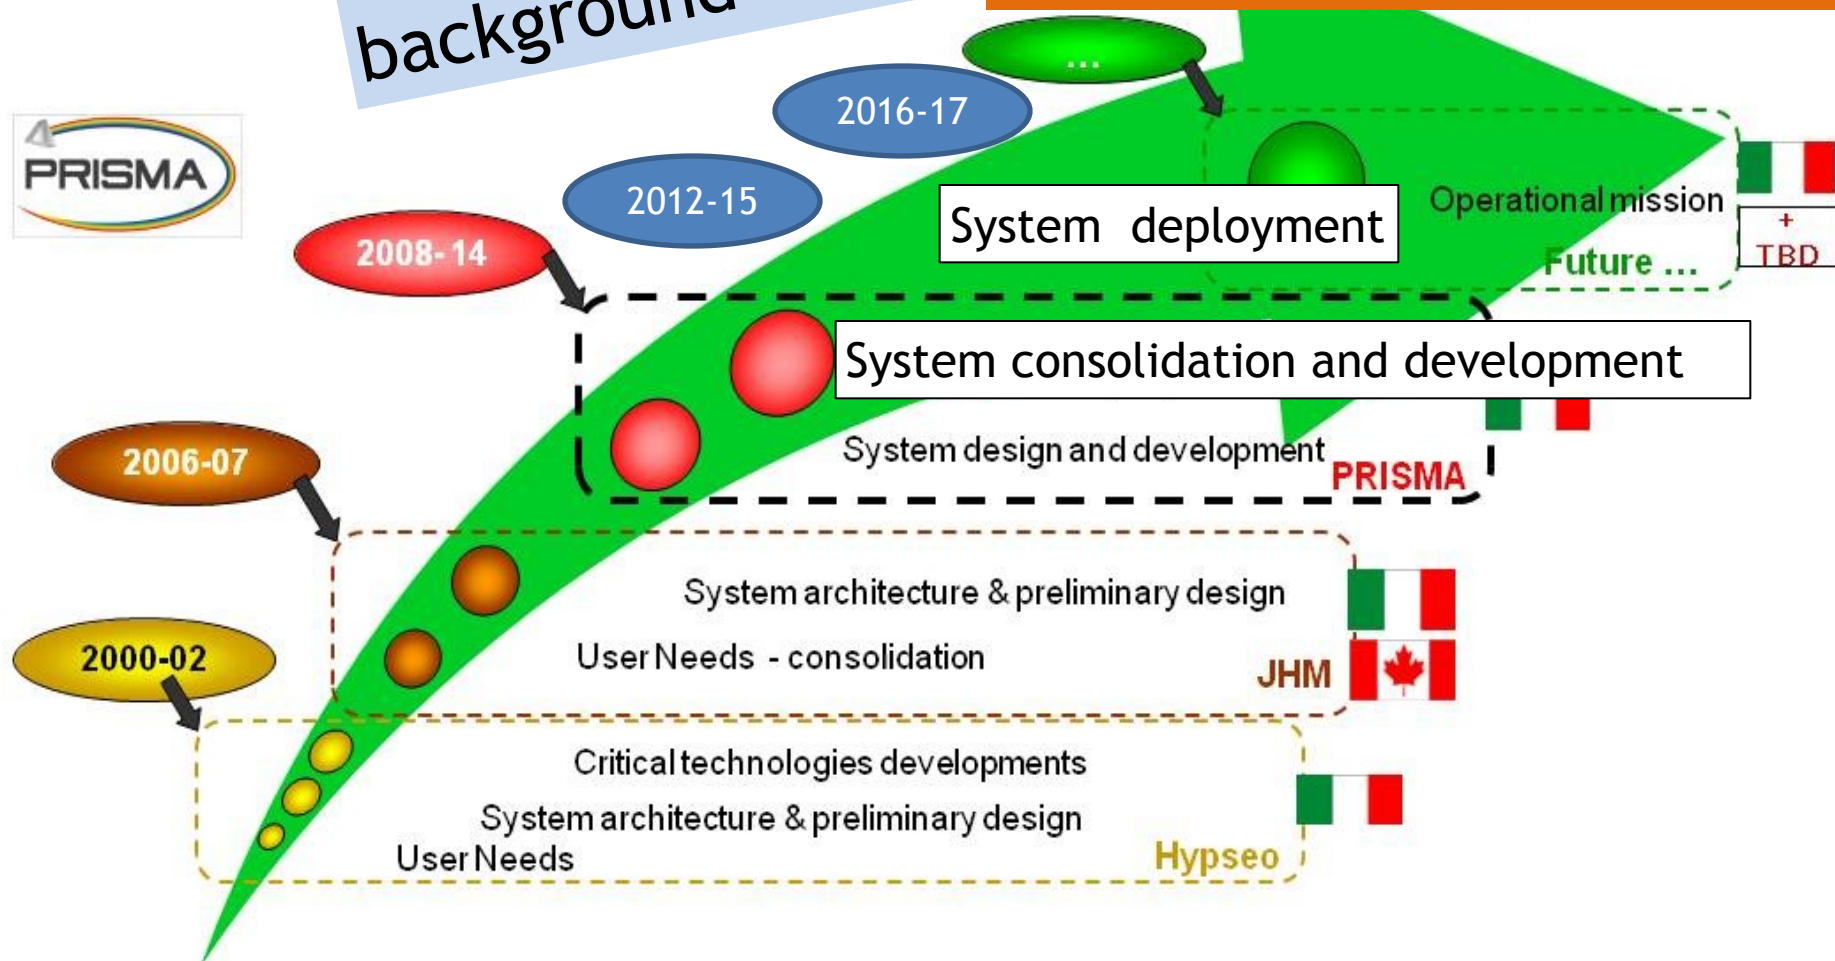 background
...
2016-17
PRISMA
2012-15
System deployment
Operational mission
+
TBD
Future ...
2008-14
System consolidation and development
System design and development
PRISMA
2006-07
System architecture & preliminary design
User Needs - consolidation
JHM
2000-02
Critical technologies developments
System architecture & preliminary design
User Needs
Hypseo